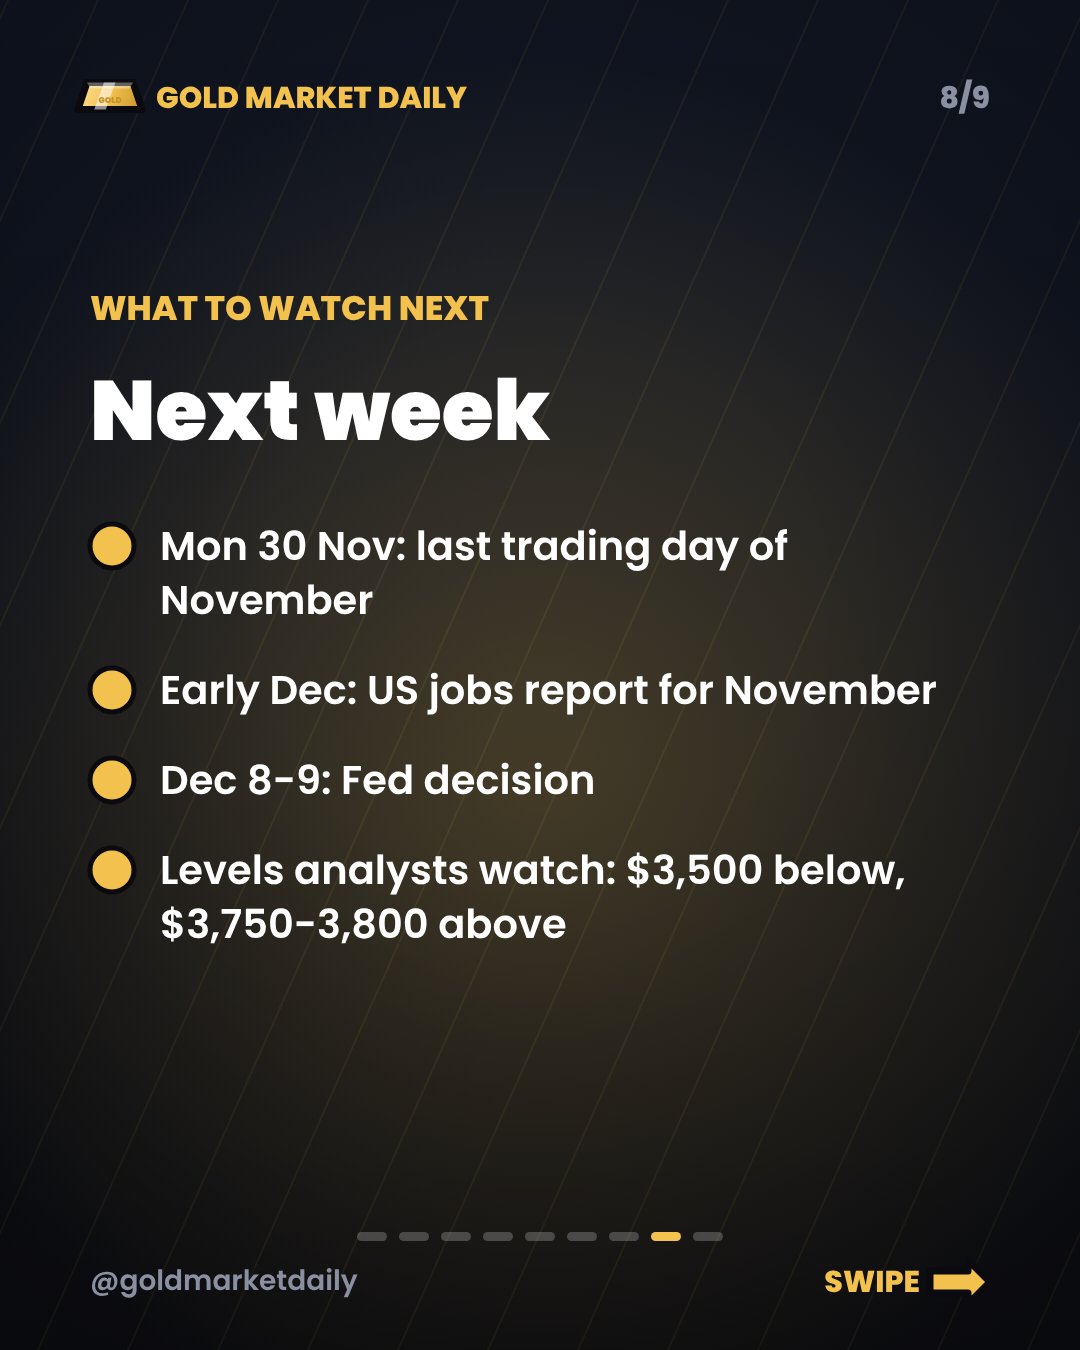 GOLD
GOLD MARKET DAILY
8/9
WHAT TO WATCH NEXT
Next week
Mon 30 Nov: last trading day of
November
Early Dec: US jobs report for November
Dec 8-9: Fed decision
Levels analysts watch: $3,500 below,
$3,750-3,800 above
@goldmarketdaily
SWIPE